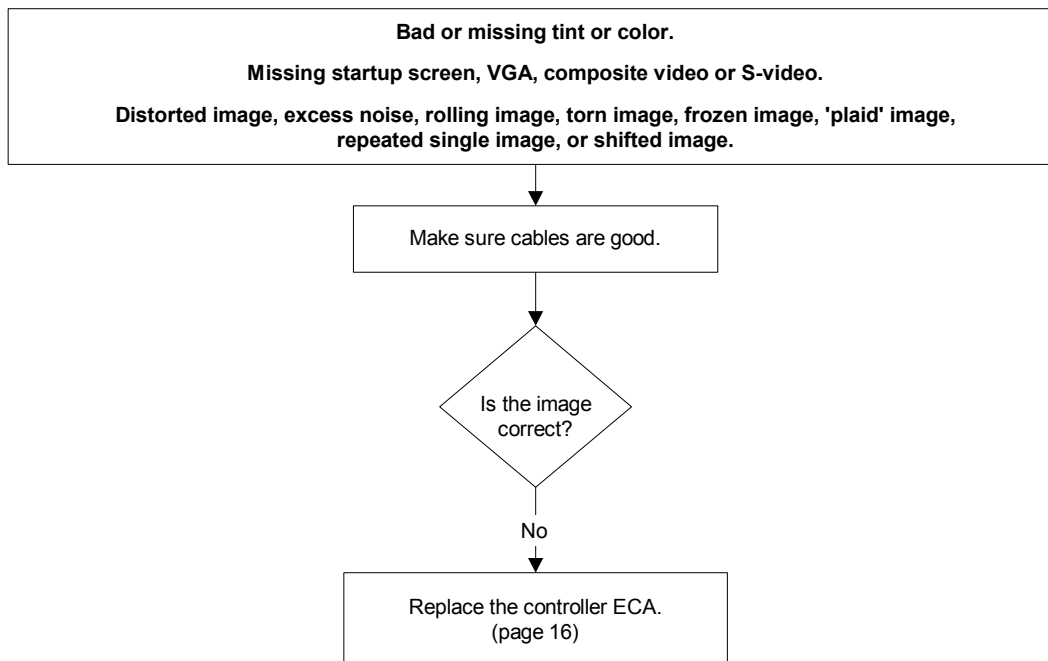 Bad or missing tint or color.
Missing startup screen, VGA, composite video or S-video.
Distorted image, excess noise, rolling image, torn image, frozen image, 'plaid' image,
repeated single image, or shifted image.
Make sure cables are good.
Is the image
correct?
No
Replace the controller ECA.
(page 16)